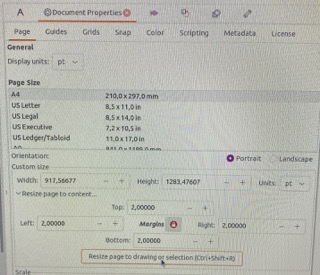 Document Properties
Page Guides Grids Snap Color Scripting Metadata License
General
Display units: pt
Page Size
A4 210,0 x 297,0 mm
US Letter 8,5 x 11,0 in
US Legal 8,5 x 14,0 in
US Executive 7,2 x 10,5 in
US Ledger/Tabloid 11,0 x 17,0 in
Orientation: Portrait Landscape
Custom size
Width: 917,56677 − + Height: 1283,47607 − + Units: pt
Resize page to content...
Top: 2,00000 − +
Left: 2,00000 − + Margins Right: 2,00000 − +
Bottom: 2,00000 − +
Resize page to drawing or selection (Ctrl+Shift+R)
Scale